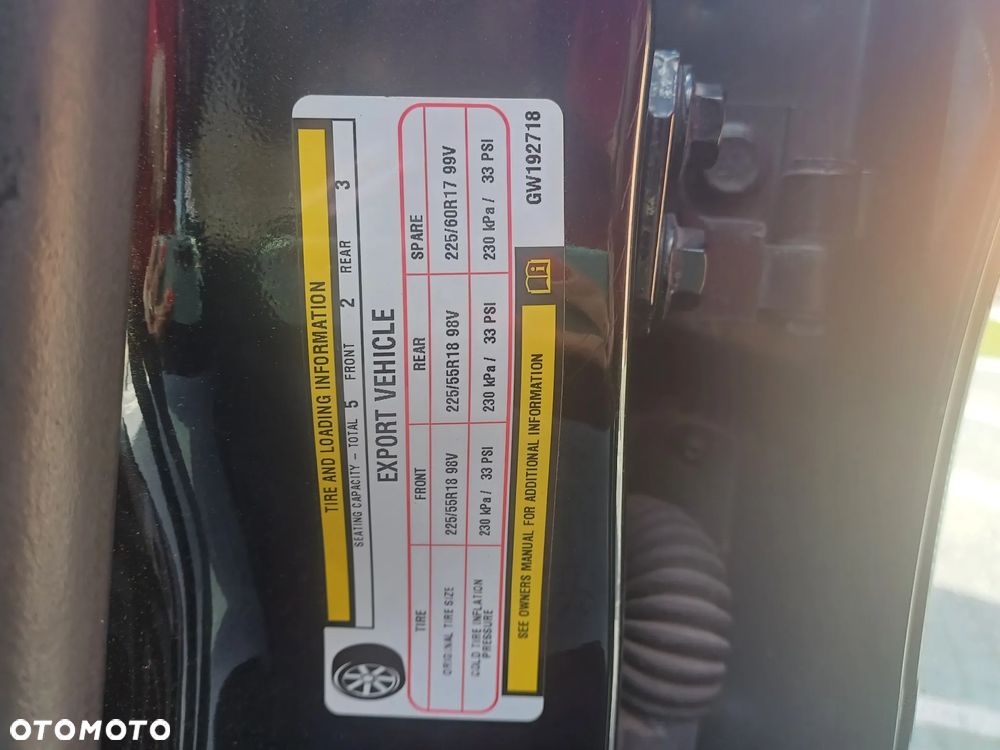 TIRE AND LOADING INFORMATION
SEATING CAPACITY - TOTAL 5 FRONT 2 REAR 3
EXPORT VEHICLE
TIRE FRONT REAR SPARE
ORIGINAL TIRE SIZE 225/55R18 98V 225/55R18 98V 225/60R17 99V
COLD TIRE INFLATION PRESSURE 230 kPa / 33 PSI 230 kPa / 33 PSI 230 kPa / 33 PSI
SEE OWNERS MANUAL FOR ADDITIONAL INFORMATION
GW192718
OTOMOTO